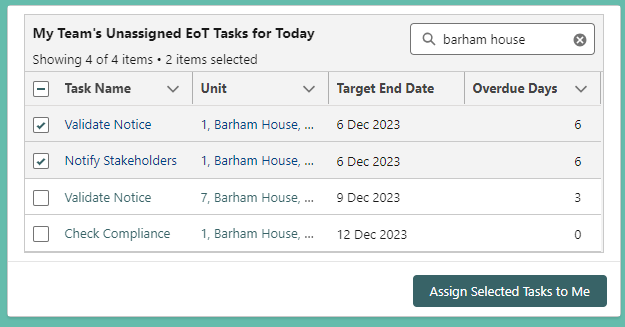 My Team's Unassigned EoT Tasks for Today
Showing 4 of 4 items • 2 items selected
barham house
Task Name Unit Target End Date Overdue Days
Validate Notice 1, Barham House, ... 6 Dec 2023 6
Notify Stakeholders 1, Barham House, ... 6 Dec 2023 6
Validate Notice 7, Barham House, ... 9 Dec 2023 3
Check Compliance 1, Barham House, ... 12 Dec 2023 0
Assign Selected Tasks to Me